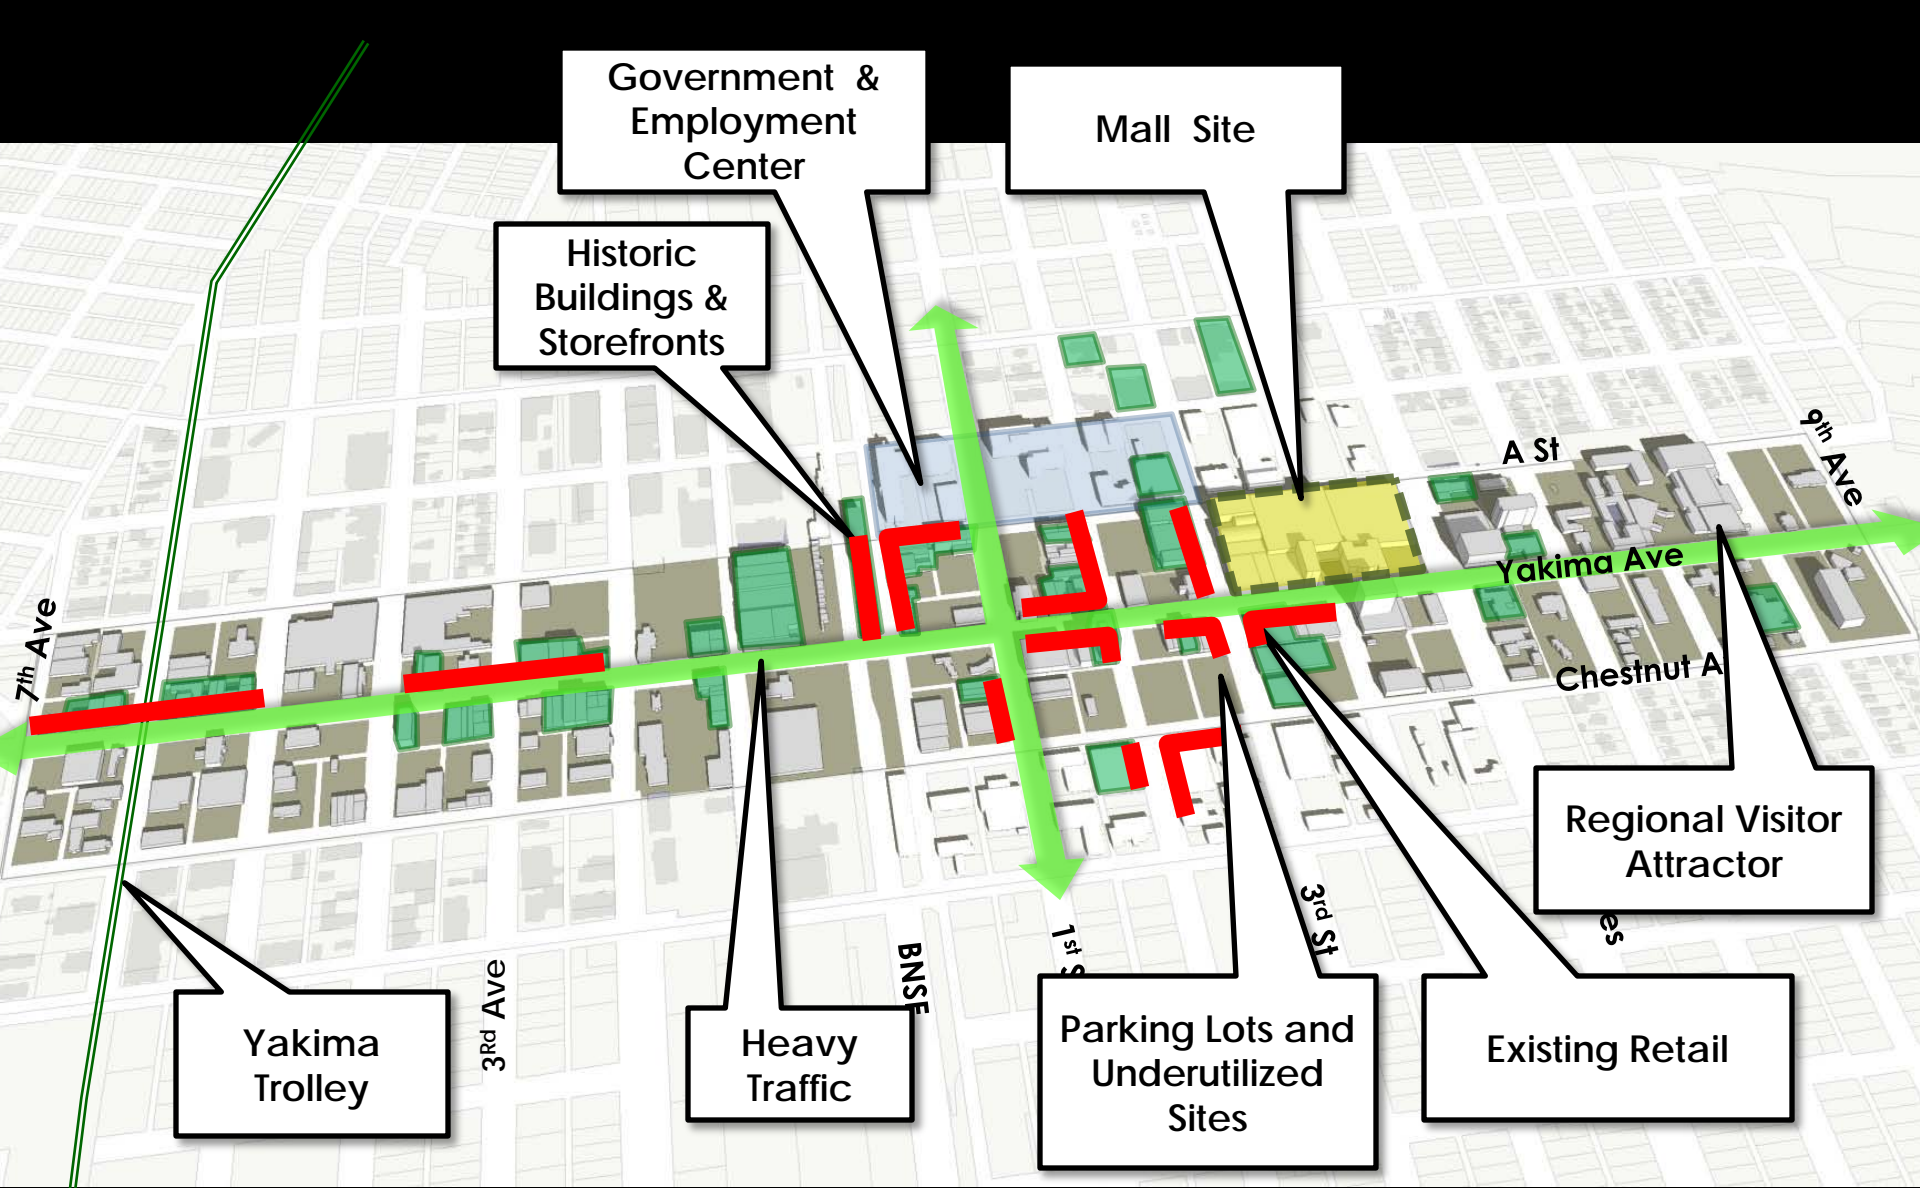 Government & 
Employment
Center
Mall Site
Historic
Buildings &
Storefronts
A St
9th Ave
Yakima Ave
7th Ave
Chestnut A
Regional Visitor
Attractor
3rd St
es
1st S
BNSF
3Rd Ave
Yakima
Trolley
Heavy
Traffic
Parking Lots and
Underutilized
Sites
Existing Retail